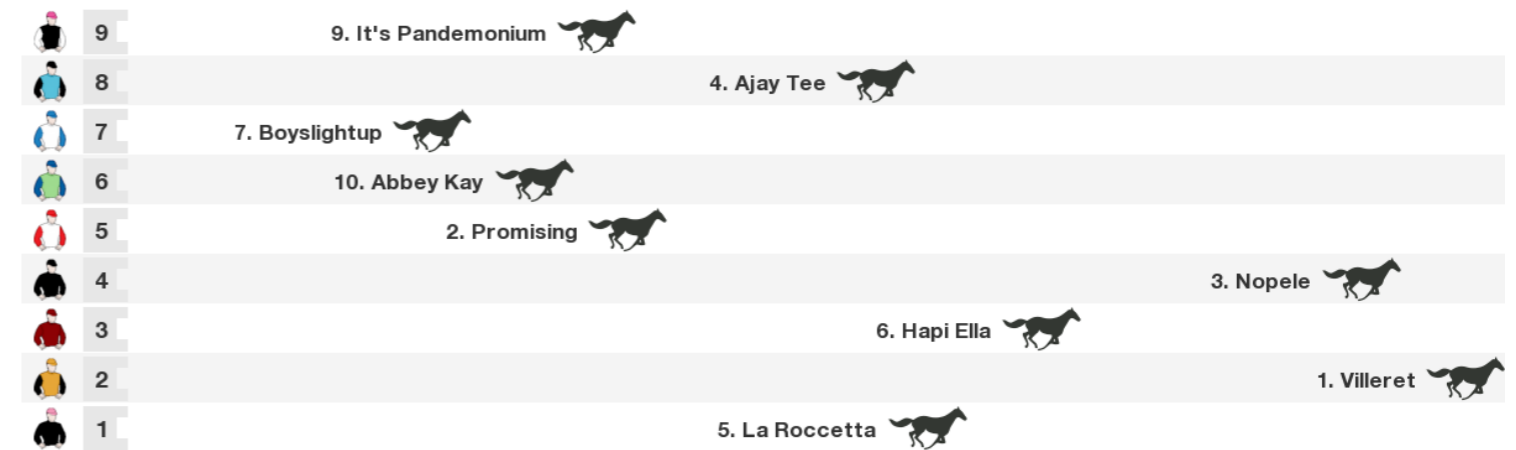 9 9. It's Pandemonium
8 4. Ajay Tee
7 7. Boyslightup
6 10. Abbey Kay
5 2. Promising
4 3. Nopele
3 6. Hapi Ella
2 1. Villeret
1 5. La Roccetta